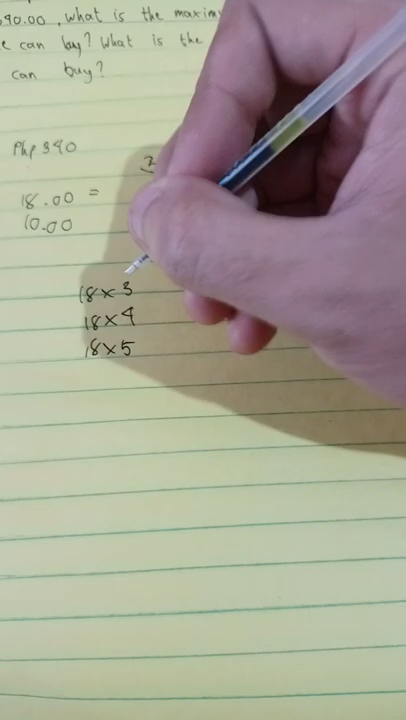 90.00, what is the maxim
e can buy? What is the
can buy?
Php 340
18.00 =
10.00
18 x 3
18 x 4
18 x 5